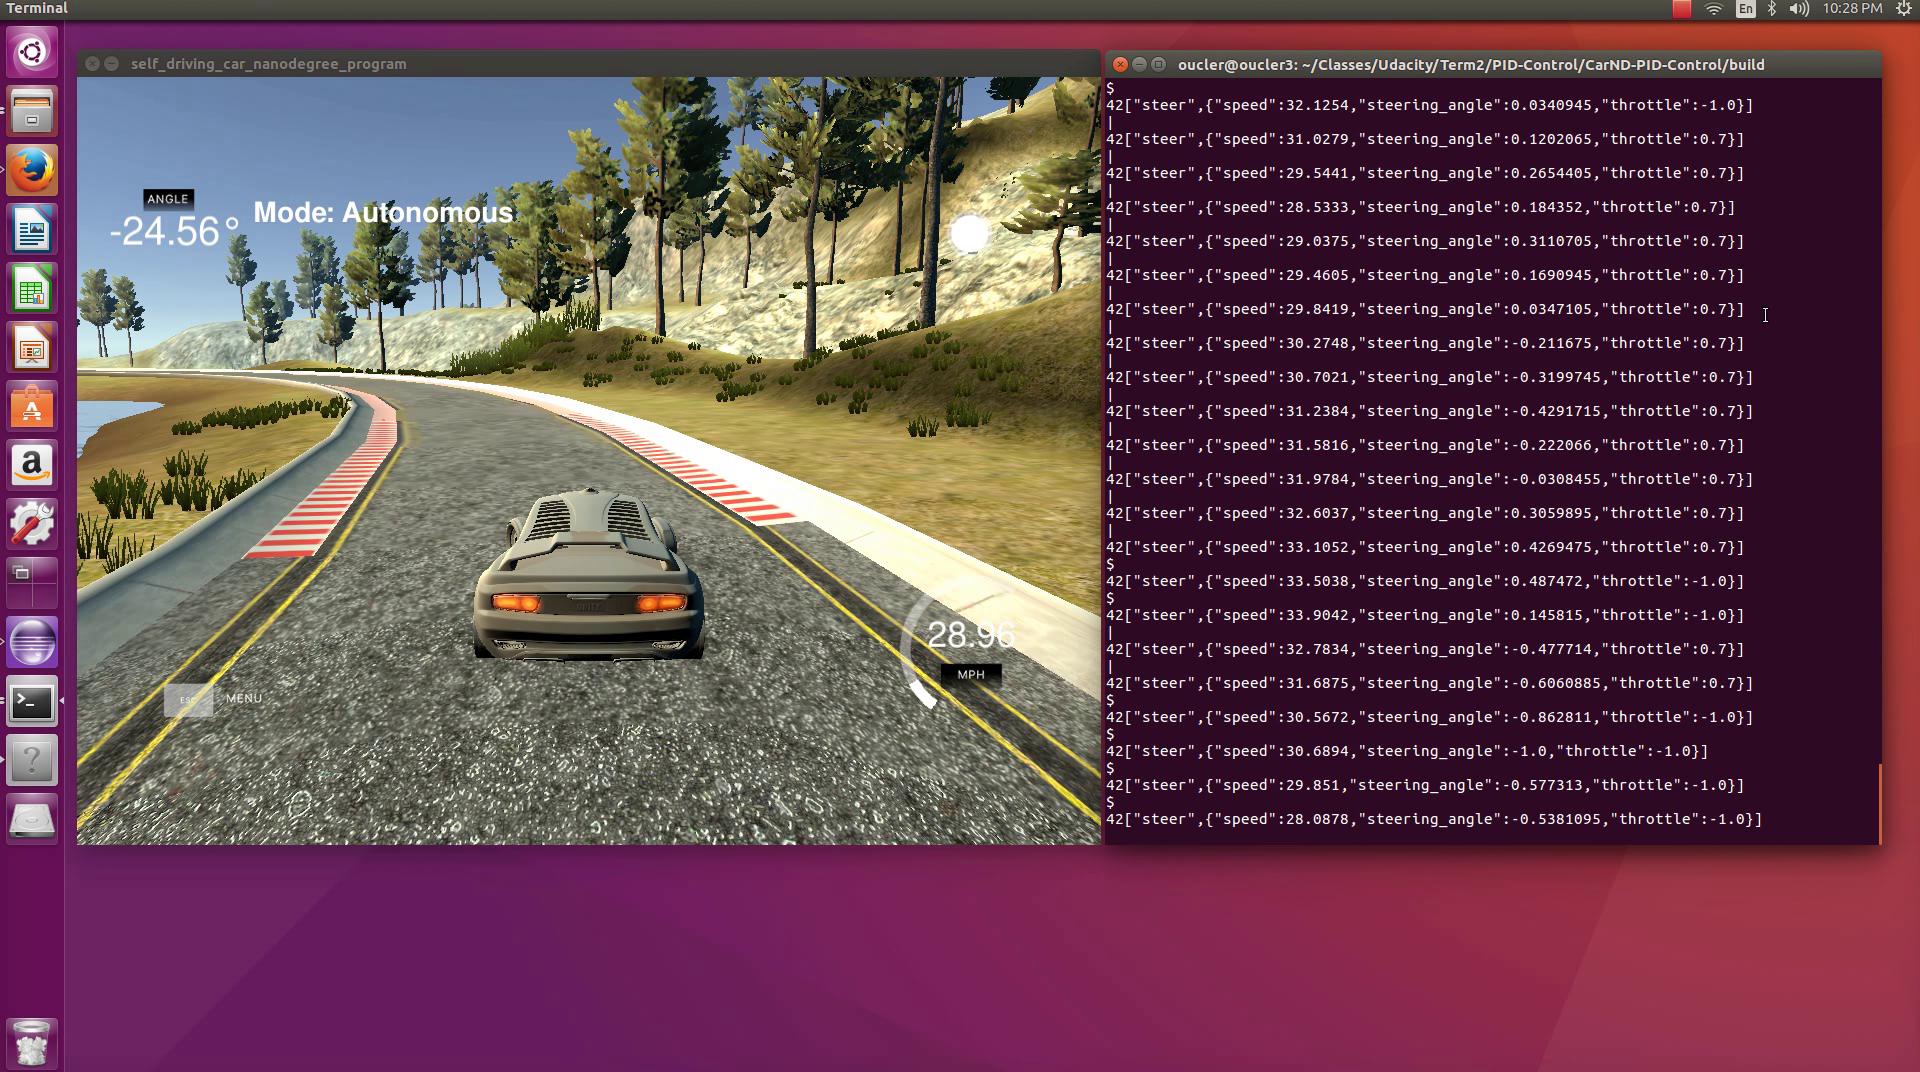 Terminal
En
10:28 PM
self_driving_car_nanodegree_program
ANGLE
-24.56°
Mode: Autonomous
28.96
MPH
ESC
MENU
oucler@oucler3: ~/Classes/Udacity/Term2/PID-Control/CarND-PID-Control/build
$
42["steer",{"speed":32.1254,"steering_angle":0.0340945,"throttle":-1.0}]
|
42["steer",{"speed":31.0279,"steering_angle":0.1202065,"throttle":0.7}]
|
42["steer",{"speed":29.5441,"steering_angle":0.2654405,"throttle":0.7}]
|
42["steer",{"speed":28.5333,"steering_angle":0.184352,"throttle":0.7}]
|
42["steer",{"speed":29.0375,"steering_angle":0.3110705,"throttle":0.7}]
|
42["steer",{"speed":29.4605,"steering_angle":0.1690945,"throttle":0.7}]
|
42["steer",{"speed":29.8419,"steering_angle":0.0347105,"throttle":0.7}]
|
42["steer",{"speed":30.2748,"steering_angle":-0.211675,"throttle":0.7}]
|
42["steer",{"speed":30.7021,"steering_angle":-0.3199745,"throttle":0.7}]
|
42["steer",{"speed":31.2384,"steering_angle":-0.4291715,"throttle":0.7}]
|
42["steer",{"speed":31.5816,"steering_angle":-0.222066,"throttle":0.7}]
|
42["steer",{"speed":31.9784,"steering_angle":-0.0308455,"throttle":0.7}]
|
42["steer",{"speed":32.6037,"steering_angle":0.3059895,"throttle":0.7}]
|
42["steer",{"speed":33.1052,"steering_angle":0.4269475,"throttle":0.7}]
$
42["steer",{"speed":33.5038,"steering_angle":0.487472,"throttle":-1.0}]
$
42["steer",{"speed":33.9042,"steering_angle":0.145815,"throttle":-1.0}]
|
42["steer",{"speed":32.7834,"steering_angle":-0.477714,"throttle":0.7}]
|
42["steer",{"speed":31.6875,"steering_angle":-0.6060885,"throttle":0.7}]
$
42["steer",{"speed":30.5672,"steering_angle":-0.862811,"throttle":-1.0}]
$
42["steer",{"speed":30.6894,"steering_angle":-1.0,"throttle":-1.0}]
$
42["steer",{"speed":29.851,"steering_angle":-0.577313,"throttle":-1.0}]
$
42["steer",{"speed":28.0878,"steering_angle":-0.5381095,"throttle":-1.0}]